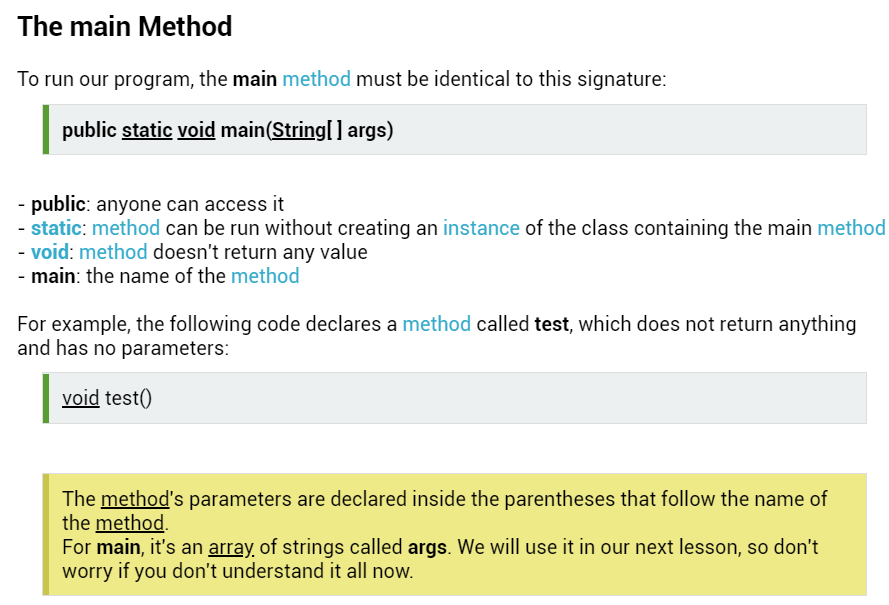 The main Method
To run our program, the main method must be identical to this signature:
public static void main(String[ ] args)
- public: anyone can access it
- static: method can be run without creating an instance of the class containing the main method
- void: method doesn't return any value
- main: the name of the method
For example, the following code declares a method called test, which does not return anything
and has no parameters:
void test()
The method's parameters are declared inside the parentheses that follow the name of
the method.
For main, it's an array of strings called args. We will use it in our next lesson, so don't
worry if you don't understand it all now.